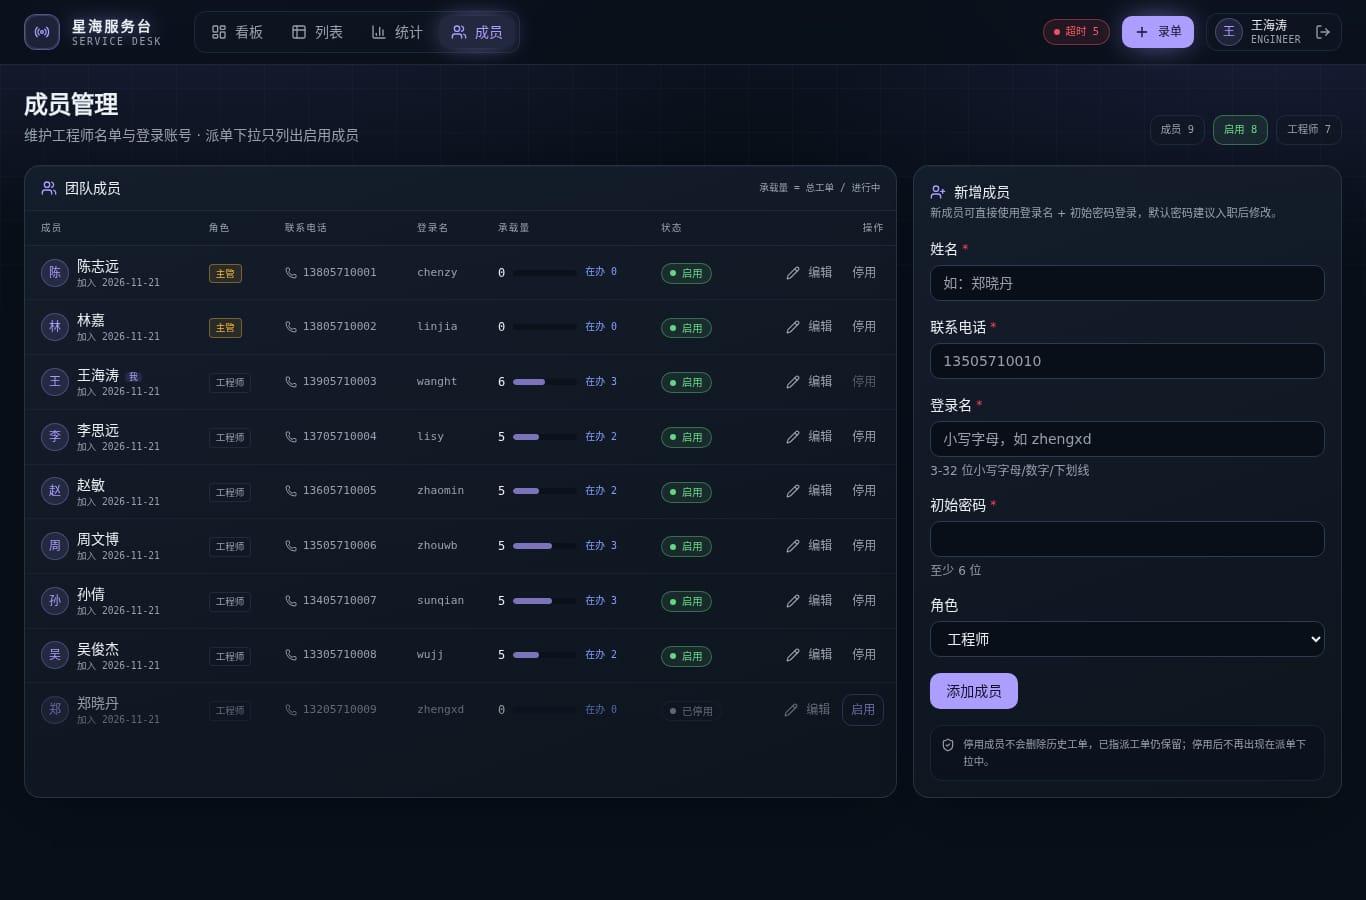 星海服务台
SERVICE DESK
看板
列表
统计
成员
超时 5
录单
王
王海涛
ENGINEER
成员管理
维护工程师名单与登录账号 · 派单下拉只列出启用成员
成员 9
启用 8
工程师 7
团队成员
承载量 = 总工单 / 进行中
成员 角色 联系电话 登录名 承载量 状态 操作
陈 陈志远 主管 13805710001 chenzy 0 在办 0 启用 编辑 停用
加入 2026-11-21
林 林嘉 主管 13805710002 linjia 0 在办 0 启用 编辑 停用
加入 2026-11-21
王 王海涛 我 工程师 13905710003 wanght 6 在办 3 启用 编辑 停用
加入 2026-11-21
李 李思远 工程师 13705710004 lisy 5 在办 2 启用 编辑 停用
加入 2026-11-21
赵 赵敏 工程师 13605710005 zhaomin 5 在办 2 启用 编辑 停用
加入 2026-11-21
周 周文博 工程师 13505710006 zhouwb 5 在办 3 启用 编辑 停用
加入 2026-11-21
孙 孙倩 工程师 13405710007 sunqian 5 在办 3 启用 编辑 停用
加入 2026-11-21
吴 吴俊杰 工程师 13305710008 wujj 5 在办 2 启用 编辑 停用
加入 2026-11-21
郑 郑晓丹 工程师 13205710009 zhengxd 0 在办 0 已停用 编辑 启用
加入 2026-11-21
新增成员
新成员可直接使用登录名 + 初始密码登录，默认密码建议入职后修改。
姓名 *
如：郑晓丹
联系电话 *
13505710010
登录名 *
小写字母，如 zhengxd
3-32 位小写字母/数字/下划线
初始密码 *
至少 6 位
角色
工程师
添加成员
停用成员不会删除历史工单，已指派工单仍保留；停用后不再出现在派单下
拉中。